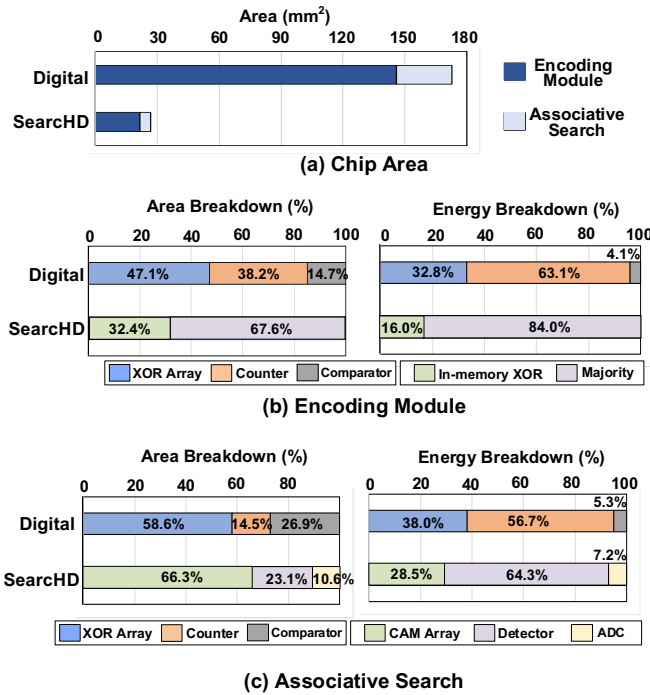 Area (mm²)
0 30 60 90 120 150 180
Digital
SearcHD
Encoding
Module
Associative
Search
(a) Chip Area
Area Breakdown (%)
0 20 40 60 80 100
Digital
47.1% 38.2% 14.7%
SearcHD
32.4% 67.6%
XOR Array Counter Comparator
Energy Breakdown (%)
0 20 40 60 80 100
4.1%
32.8% 63.1%
16.0% 84.0%
In-memory XOR Majority
(b) Encoding Module
Area Breakdown (%)
0 20 40 60 80
Digital
58.6% 14.5% 26.9%
SearcHD
66.3% 23.1% 10.6%
XOR Array Counter Comparator
Energy Breakdown (%)
0 20 40 60 80 100
5.3%
38.0% 56.7%
7.2%
28.5% 64.3%
CAM Array Detector ADC
(c) Associative Search